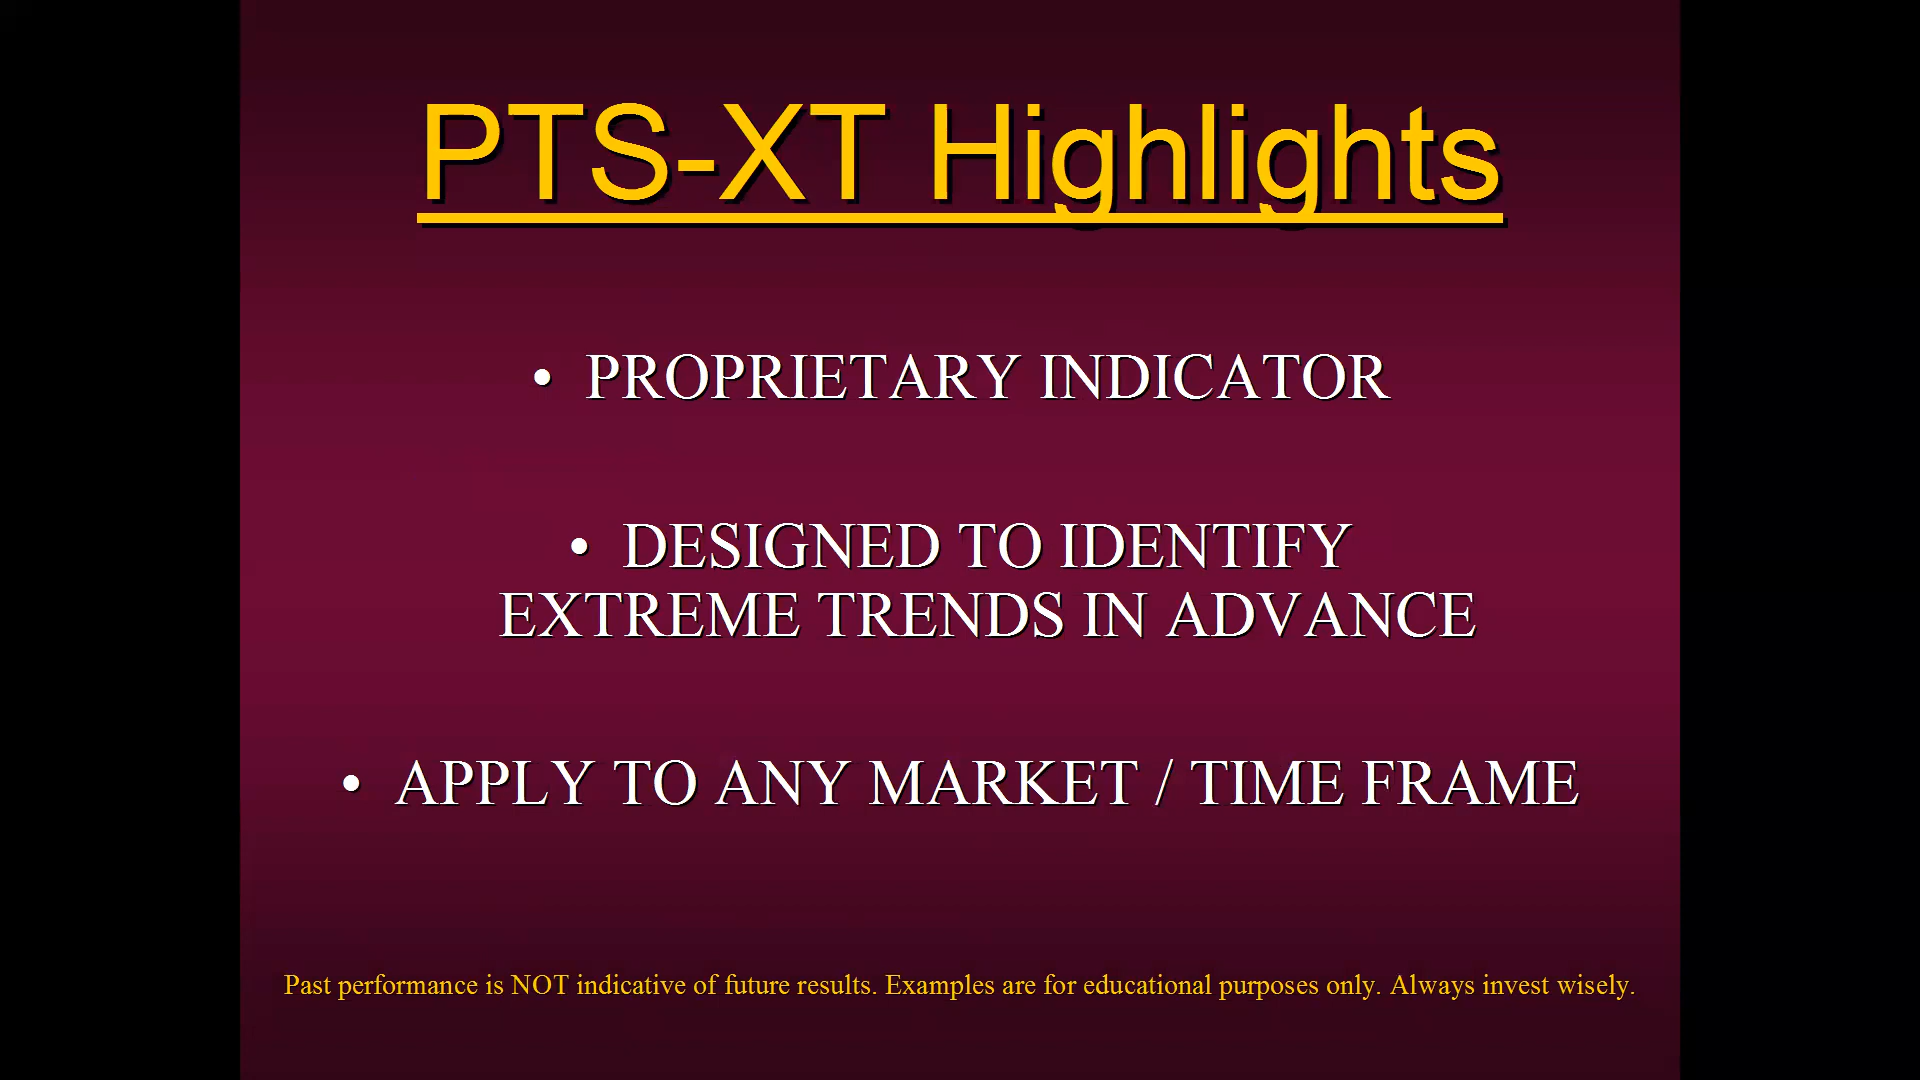 PTS-XT Highlights
• PROPRIETARY INDICATOR
• DESIGNED TO IDENTIFY
EXTREME TRENDS IN ADVANCE
• APPLY TO ANY MARKET / TIME FRAME
Past performance is NOT indicative of future results. Examples are for educational purposes only. Always invest wisely.